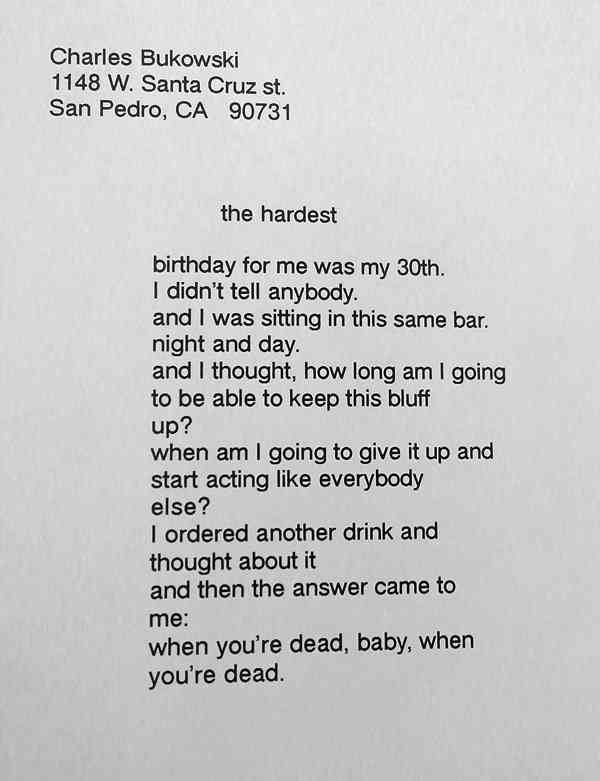 Charles Bukowski
1148 W. Santa Cruz st.
San Pedro, CA 90731
the hardest
birthday for me was my 30th.
I didn't tell anybody.
and I was sitting in this same bar.
night and day.
and I thought, how long am I going
to be able to keep this bluff
up?
when am I going to give it up and
start acting like everybody
else?
I ordered another drink and
thought about it
and then the answer came to
me:
when you're dead, baby, when
you're dead.